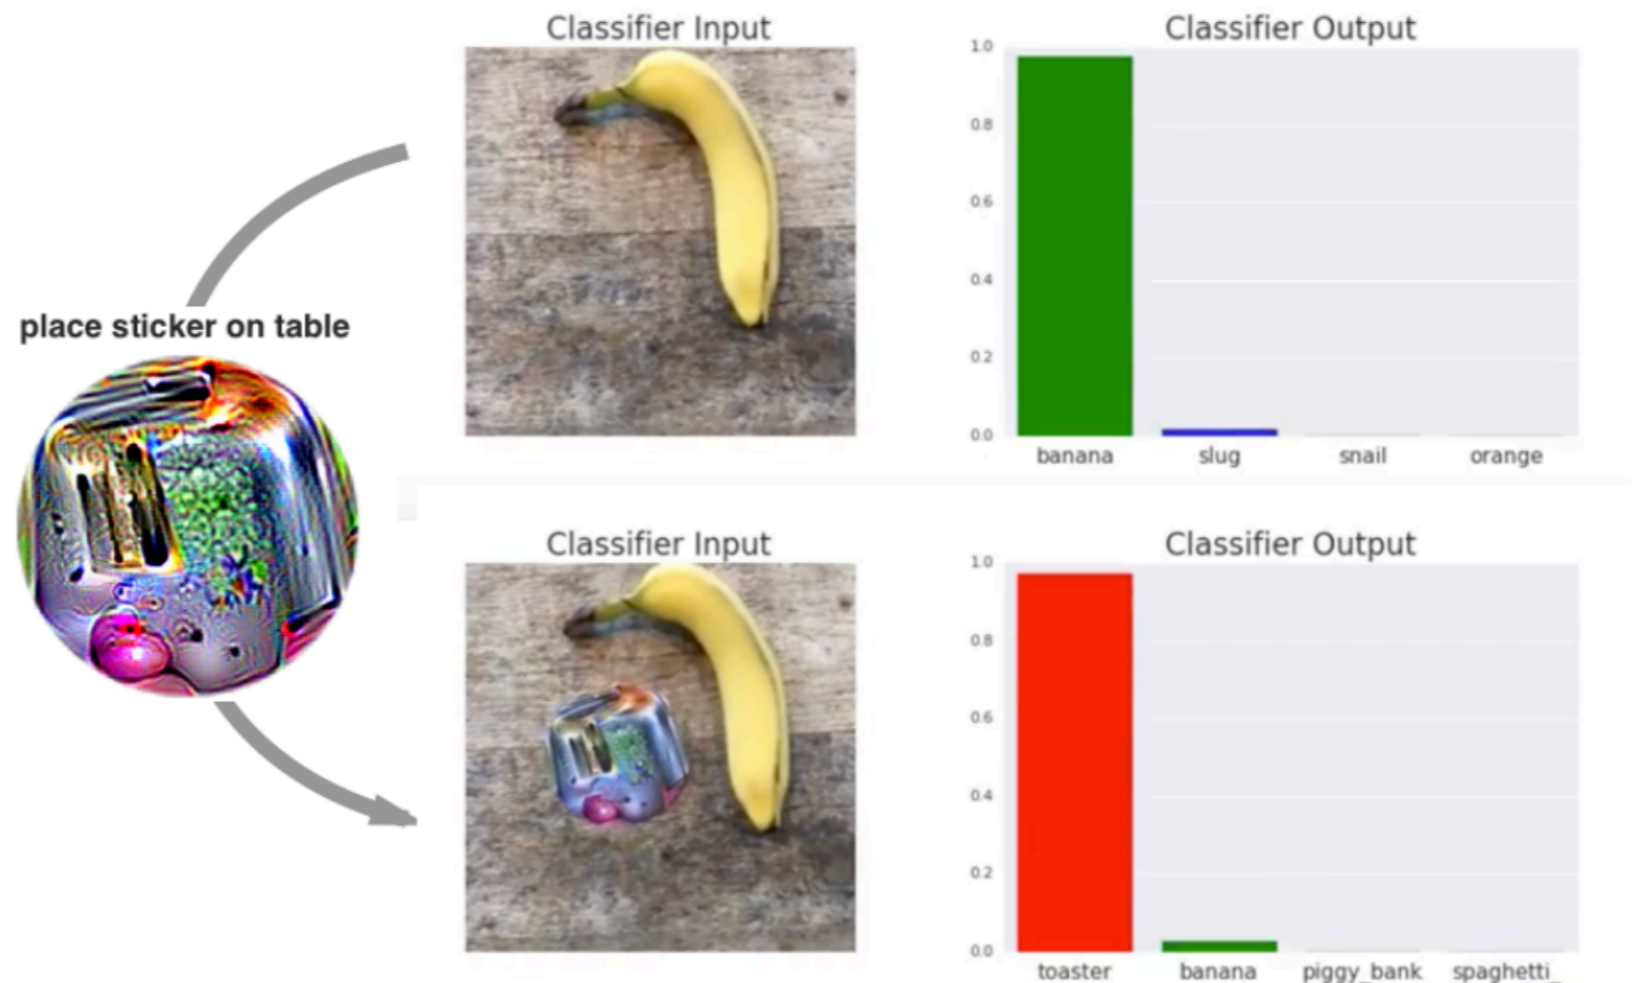 Classifier Input
Classifier Output
1.0
0.8
0.6
0.4
0.2
0.0
banana slug snail orange
place sticker on table
Classifier Input
Classifier Output
1.0
0.8
0.6
0.4
0.2
0.0
toaster banana piggy_bank spaghetti_